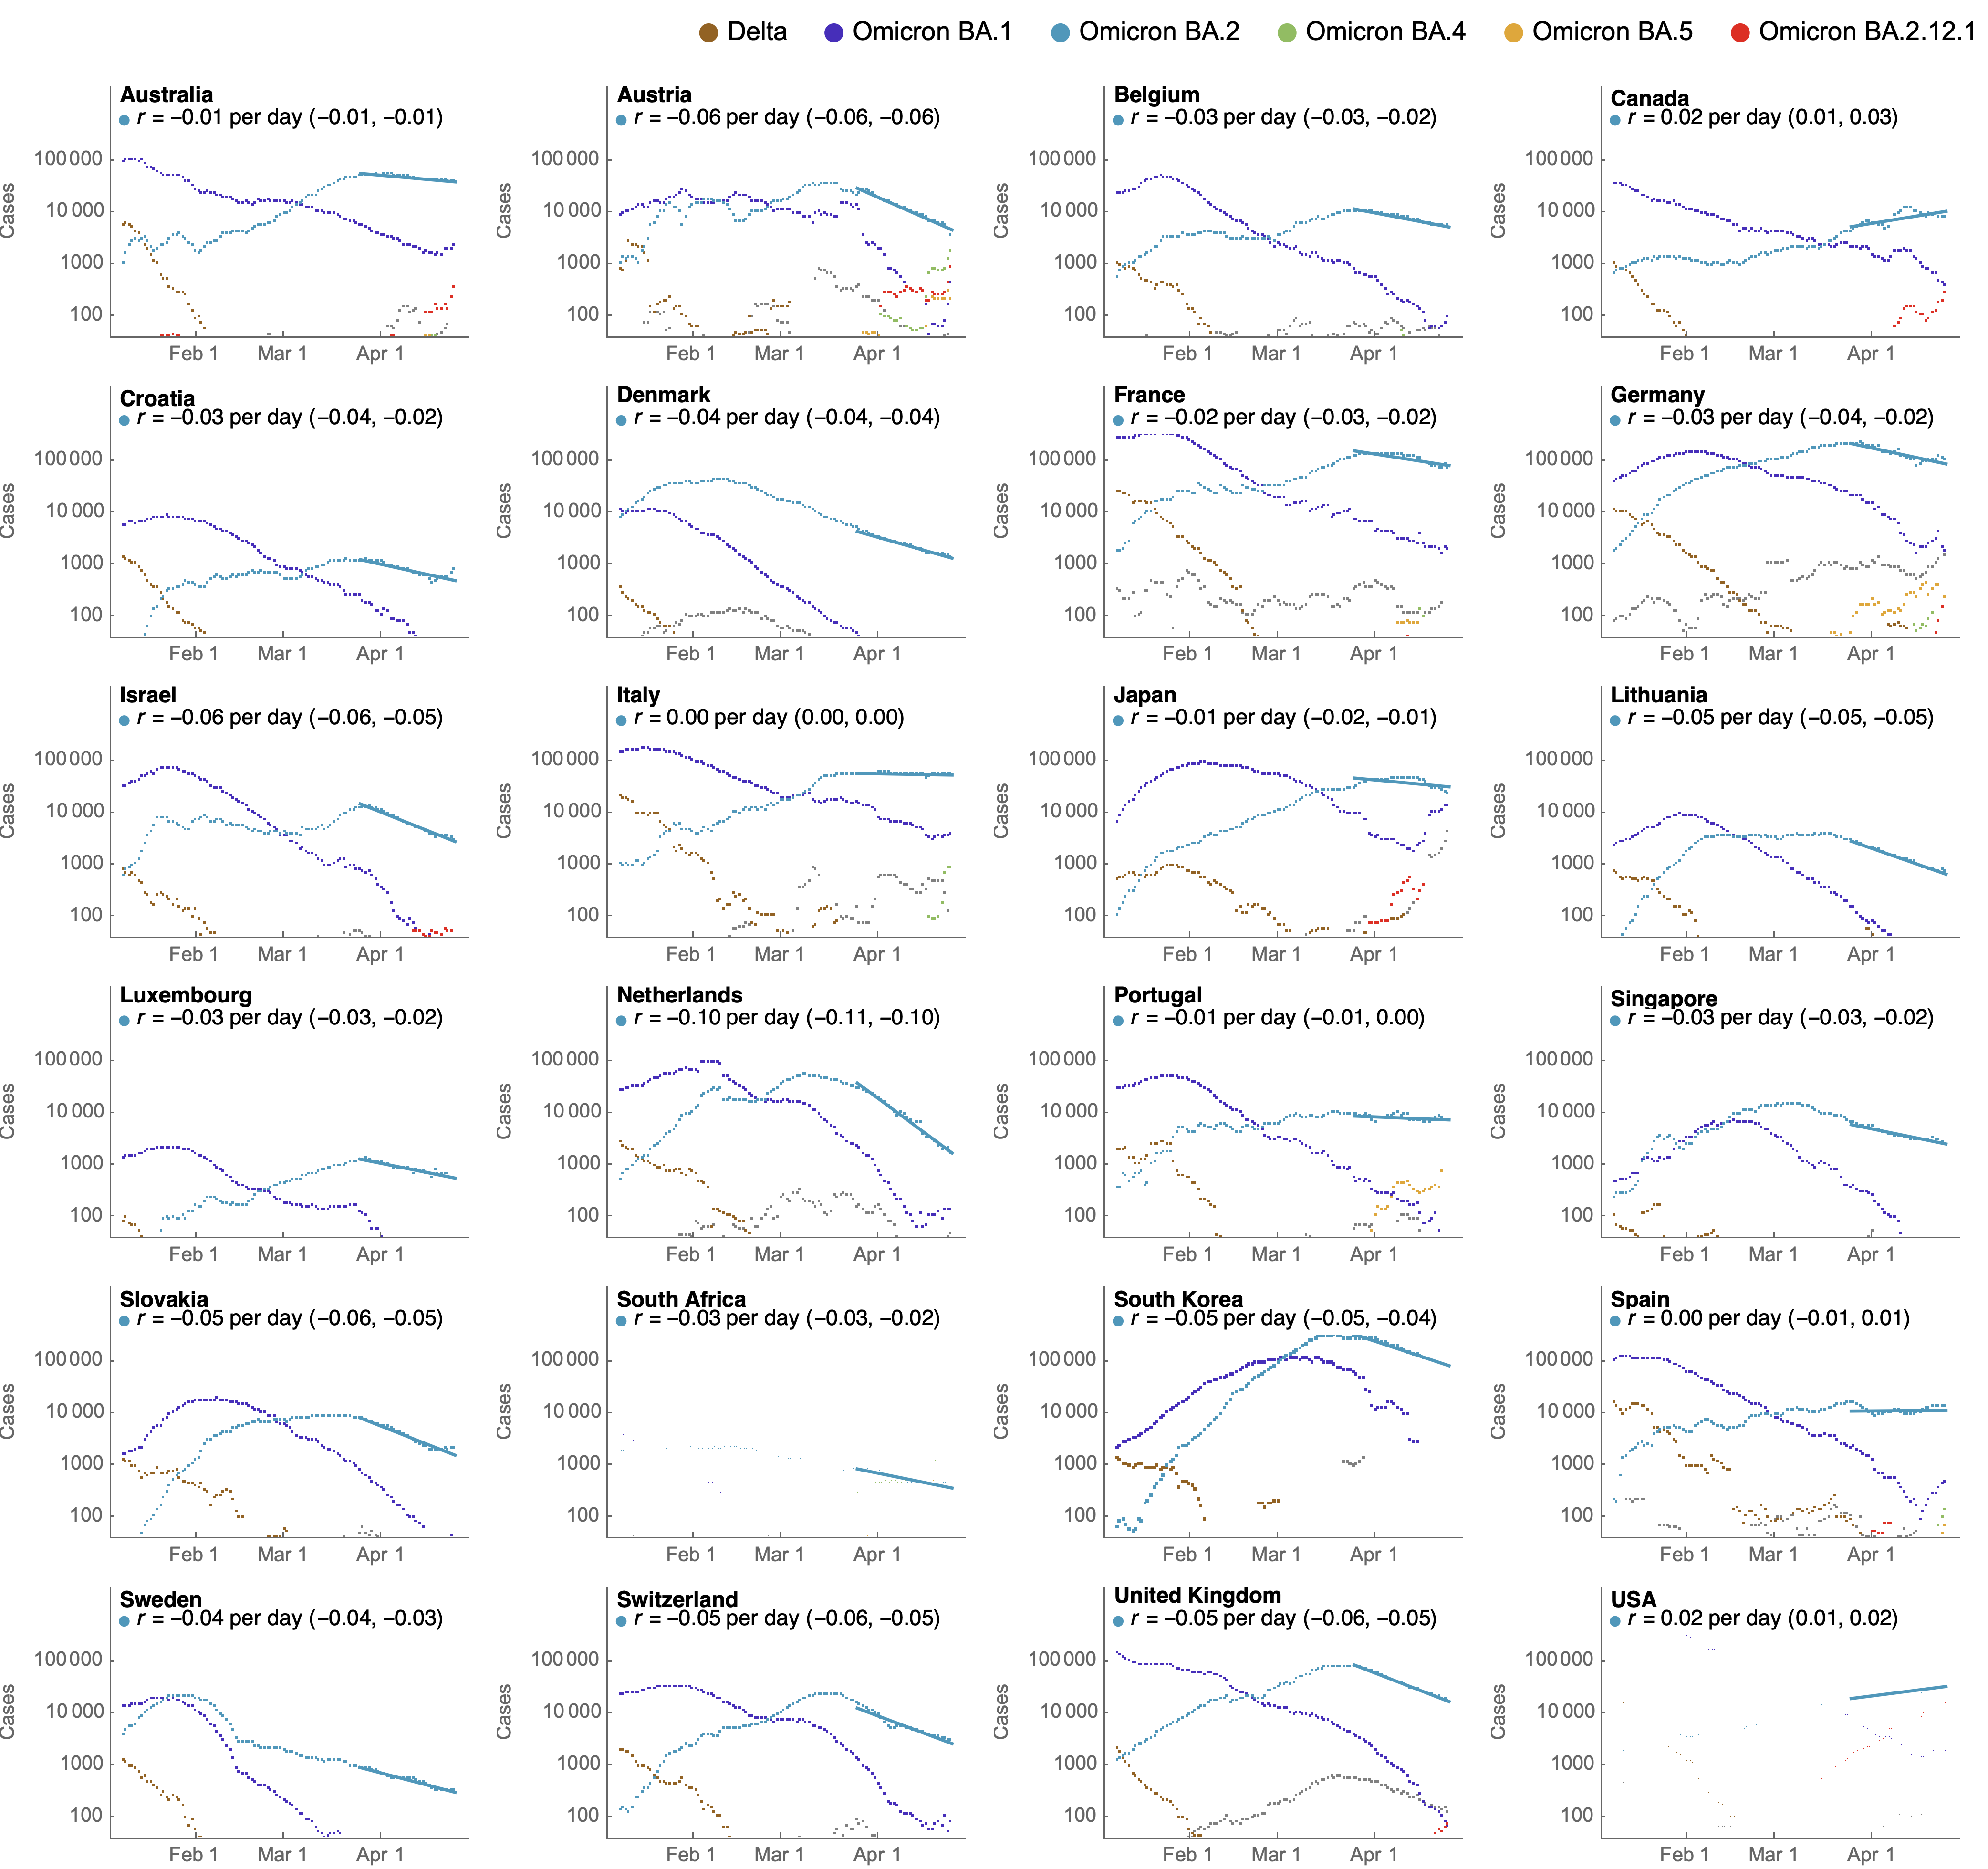 Delta Omicron BA.1 Omicron BA.2 Omicron BA.4 Omicron BA.5 Omicron BA.2.12.1
Australia
r = −0.01 per day (−0.01, −0.01)
Cases
100 000
10 000
1000
100
Feb 1 Mar 1 Apr 1
Austria
r = −0.06 per day (−0.06, −0.06)
Cases
100 000
10 000
1000
100
Feb 1 Mar 1 Apr 1
Belgium
r = −0.03 per day (−0.03, −0.02)
Cases
100 000
10 000
1000
100
Feb 1 Mar 1 Apr 1
Canada
r = 0.02 per day (0.01, 0.03)
Cases
100 000
10 000
1000
100
Feb 1 Mar 1 Apr 1
Croatia
r = −0.03 per day (−0.04, −0.02)
Cases
100 000
10 000
1000
100
Feb 1 Mar 1 Apr 1
Denmark
r = −0.04 per day (−0.04, −0.04)
Cases
100 000
10 000
1000
100
Feb 1 Mar 1 Apr 1
France
r = −0.02 per day (−0.03, −0.02)
Cases
100 000
10 000
1000
100
Feb 1 Mar 1 Apr 1
Germany
r = −0.03 per day (−0.04, −0.02)
Cases
100 000
10 000
1000
100
Feb 1 Mar 1 Apr 1
Israel
r = −0.06 per day (−0.06, −0.05)
Cases
100 000
10 000
1000
100
Feb 1 Mar 1 Apr 1
Italy
r = 0.00 per day (0.00, 0.00)
Cases
100 000
10 000
1000
100
Feb 1 Mar 1 Apr 1
Japan
r = −0.01 per day (−0.02, −0.01)
Cases
100 000
10 000
1000
100
Feb 1 Mar 1 Apr 1
Lithuania
r = −0.05 per day (−0.05, −0.05)
Cases
100 000
10 000
1000
100
Feb 1 Mar 1 Apr 1
Luxembourg
r = −0.03 per day (−0.03, −0.02)
Cases
100 000
10 000
1000
100
Feb 1 Mar 1 Apr 1
Netherlands
r = −0.10 per day (−0.11, −0.10)
Cases
100 000
10 000
1000
100
Feb 1 Mar 1 Apr 1
Portugal
r = −0.01 per day (−0.01, 0.00)
Cases
100 000
10 000
1000
100
Feb 1 Mar 1 Apr 1
Singapore
r = −0.03 per day (−0.03, −0.02)
Cases
100 000
10 000
1000
100
Feb 1 Mar 1 Apr 1
Slovakia
r = −0.05 per day (−0.06, −0.05)
Cases
100 000
10 000
1000
100
Feb 1 Mar 1 Apr 1
South Africa
r = −0.03 per day (−0.03, −0.02)
Cases
100 000
10 000
1000
100
Feb 1 Mar 1 Apr 1
South Korea
r = −0.05 per day (−0.05, −0.04)
Cases
100 000
10 000
1000
100
Feb 1 Mar 1 Apr 1
Spain
r = 0.00 per day (−0.01, 0.01)
Cases
100 000
10 000
1000
100
Feb 1 Mar 1 Apr 1
Sweden
r = −0.04 per day (−0.04, −0.03)
Cases
100 000
10 000
1000
100
Feb 1 Mar 1 Apr 1
Switzerland
r = −0.05 per day (−0.06, −0.05)
Cases
100 000
10 000
1000
100
Feb 1 Mar 1 Apr 1
United Kingdom
r = −0.05 per day (−0.06, −0.05)
Cases
100 000
10 000
1000
100
Feb 1 Mar 1 Apr 1
USA
r = 0.02 per day (0.01, 0.02)
Cases
100 000
10 000
1000
100
Feb 1 Mar 1 Apr 1